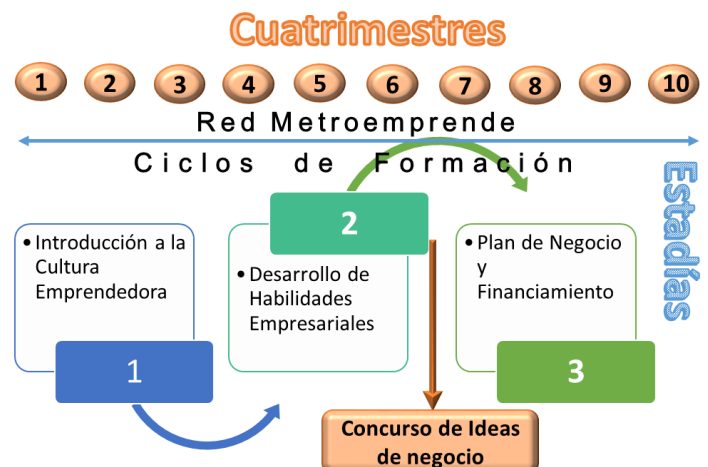 Cuatrimestres
1 2 3 4 5 6 7 8 9 10
Red Metroemprende
Ciclos de Formación
Estadías
• Introducción a la
Cultura
Emprendedora
1
2
• Desarrollo de
Habilidades
Empresariales
• Plan de Negocio
y
Financiamiento
3
Concurso de Ideas
de negocio